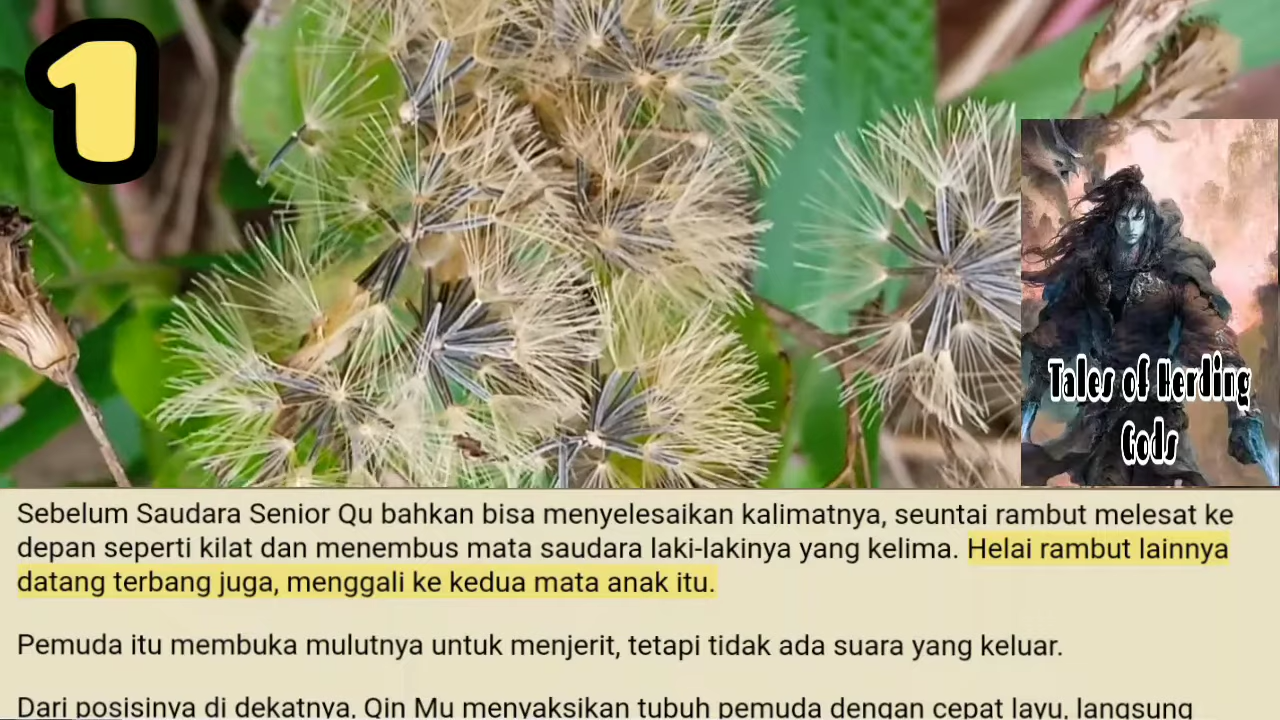 1
Tales of Herding
Gods
Sebelum Saudara Senior Qu bahkan bisa menyelesaikan kalimatnya, seuntai rambut melesat ke
depan seperti kilat dan menembus mata saudara laki-lakinya yang kelima. Helai rambut lainnya
datang terbang juga, menggali ke kedua mata anak itu.
Pemuda itu membuka mulutnya untuk menjerit, tetapi tidak ada suara yang keluar.
Dari posisinya di dekatnya, Qin Mu menyaksikan tubuh pemuda dengan cepat layu, langsung